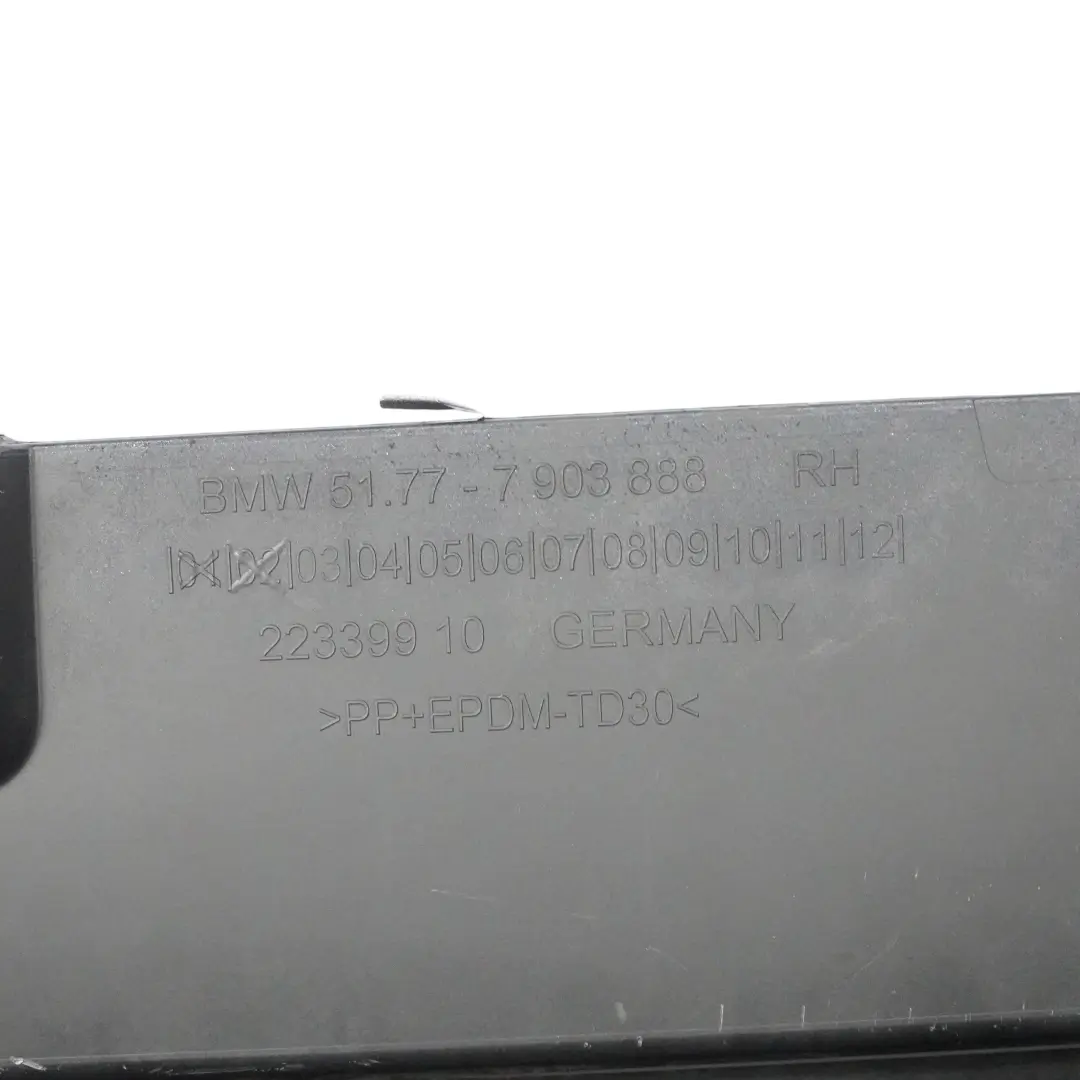 BMW 51.77 - 7 903 888 RH
|01|02|03|04|05|06|07|08|09|10|11|12|
223399 10 GERMANY
>PP+EPDM-TD30<